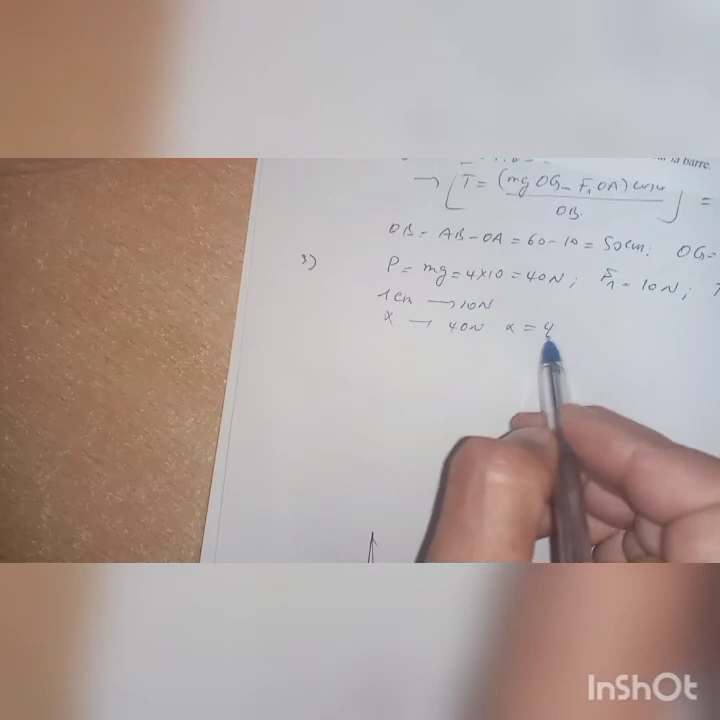 la barre.
→ [T = (mg OG - F₁ OA) cosα / OB] =
OB = AB - OA = 60 - 10 = 50cm; OG =
3) P = mg = 4x10 = 40N; F₁ = 10N;
1cm → 10N
x → 40N x = 4
InShOt